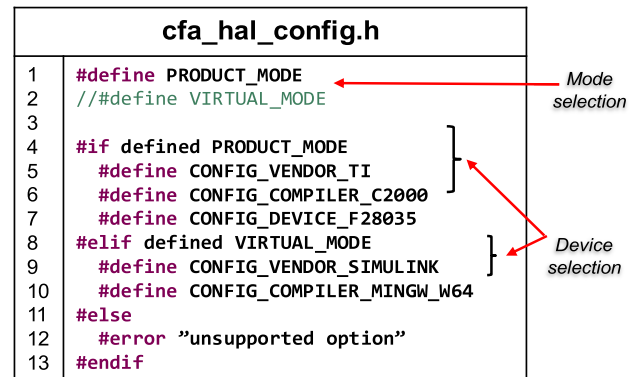 cfa_hal_config.h
1 #define PRODUCT_MODE
2 //#define VIRTUAL_MODE
3
4 #if defined PRODUCT_MODE
5 #define CONFIG_VENDOR_TI
6 #define CONFIG_COMPILER_C2000
7 #define CONFIG_DEVICE_F28035
8 #elif defined VIRTUAL_MODE
9 #define CONFIG_VENDOR_SIMULINK
10 #define CONFIG_COMPILER_MINGW_W64
11 #else
12 #error ”unsupported option”
13 #endif
Mode
selection
Device
selection